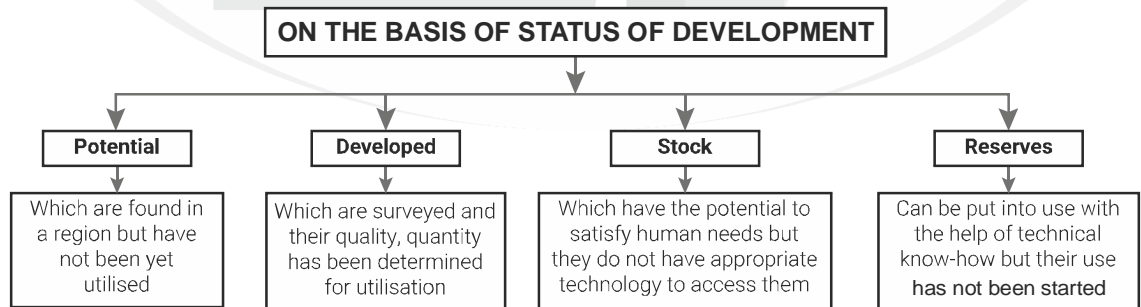 ON THE BASIS OF STATUS OF DEVELOPMENT
Potential
Which are found in
a region but have
not been yet
utilised
Developed
Which are surveyed and
their quality, quantity
has been determined
for utilisation
Stock
Which have the potential to
satisfy human needs but
they do not have appropriate
technology to access them
Reserves
Can be put into use with
the help of technical
know-how but their use
has not been started